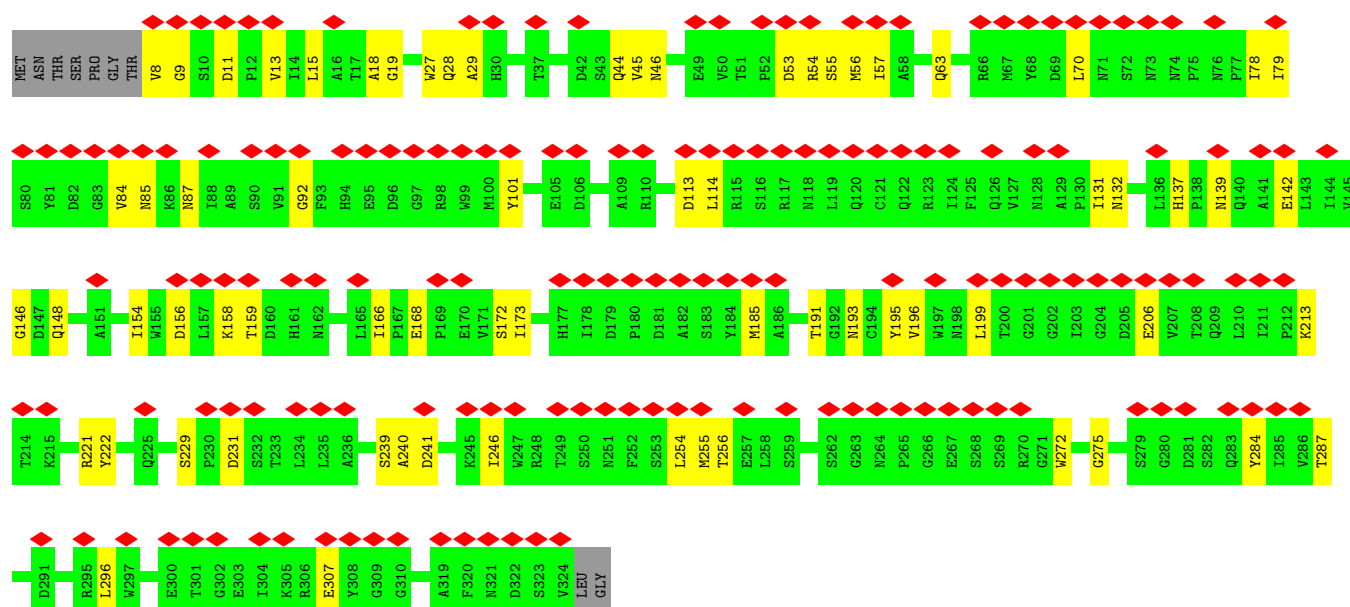 MET ASN THR SER PRO GLY THR V8 G9 S10 D11 P12 V13 I14 L15 A16 T17 A18 G19 W27 Q28 A29 H30 T37 D42 S43 Q44 V45 N46 E49 V50 T51 P52 D53 R54 S55 M56 I57 A58 Q63 R66 M67 Y68 D69 L70 N71 S72 N73 N74 P75 N76 P77 I78 I79
S80 Y81 D82 G83 V84 N85 K86 N87 I88 A89 S90 V91 G92 F93 H94 E95 D96 G97 R98 W99 M100 Y101 E105 D106 A109 R110 D113 L114 R115 S116 R117 N118 L119 Q120 C121 Q122 R123 I124 F125 Q126 V127 N128 A129 P130 I131 N132 L136 H137 P138 N139 Q140 A141 E142 L143 I144 V145
G146 D147 Q148 A151 I154 W155 D156 L157 K158 T159 D160 H161 N162 L165 I166 P167 E168 P169 E170 V171 S172 I173 H177 I178 D179 P180 D181 A182 S183 Y184 M185 A186 T191 G192 N193 C194 Y195 V196 W197 N198 L199 T200 G201 G202 I203 G204 D205 E206 V207 T208 Q209 L210 I211 P212 K213
T214 K215 R221 Y222 Q225 S229 P230 D231 S232 T233 L234 L235 A236 S239 A240 D241 K245 I246 W247 R248 T249 S250 N251 F252 S253 L254 M255 T256 E257 L258 S259 S262 G263 N264 P265 G266 E267 S268 S269 R270 G271 W272 G275 S279 G280 D281 S282 Q283 Y284 I285 V286 T287
D291 R295 L296 W297 E300 T301 G302 E303 I304 K305 R306 E307 Y308 G309 G310 A319 F320 N321 D322 S323 V324 LEU GLY